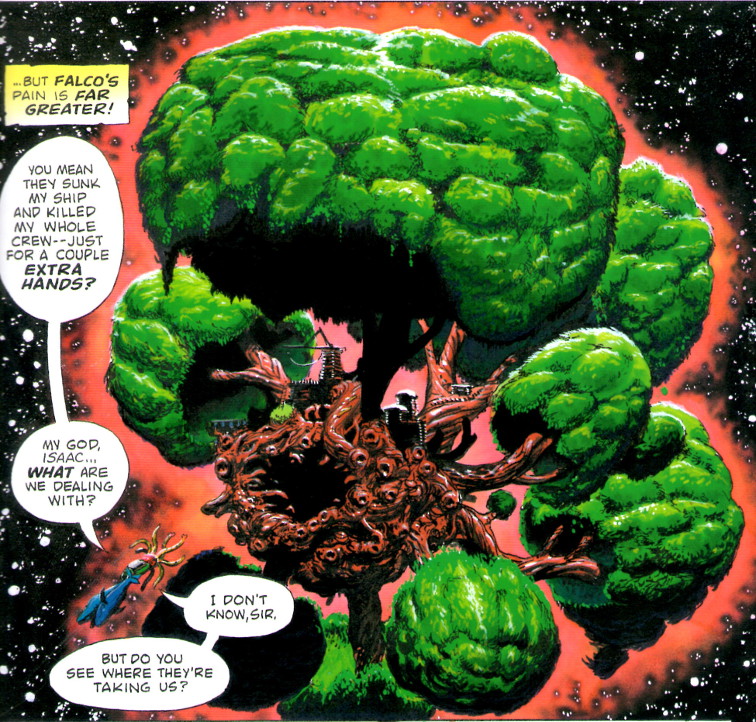 ...BUT FALCO'S
PAIN IS FAR
GREATER!
YOU MEAN
THEY SUNK
MY SHIP
AND KILLED
MY WHOLE
CREW--JUST
FOR A COUPLE
EXTRA
HANDS?
MY GOD,
ISAAC...
WHAT ARE
WE DEALING
WITH?
I DON'T
KNOW, SIR.
BUT DO YOU
SEE WHERE THEY'RE
TAKING US?